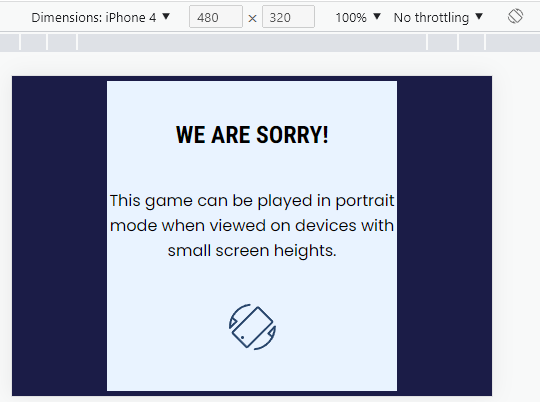 Dimensions: iPhone 4 ▼ 480 × 320 100% ▼ No throttling ▼
WE ARE SORRY!
This game can be played in portrait
mode when viewed on devices with
small screen heights.